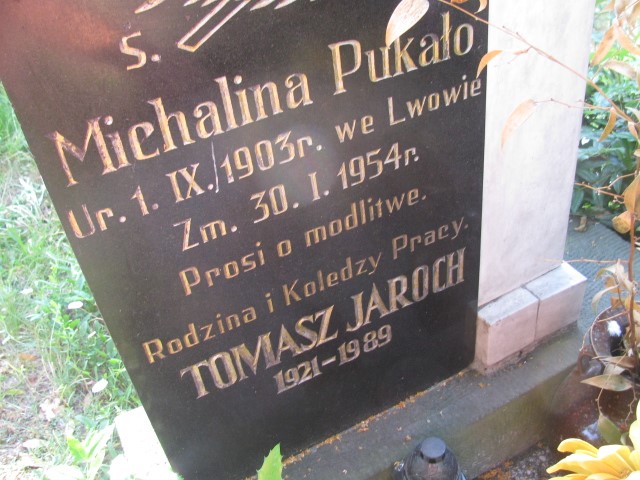 s.
Michalina Pukało
Ur. 1. IX./1903r. we Lwowie
Zm. 30. I. 1954r.
Prosi o modlitwe.
Rodzina i Koledzy Pracy.
TOMASZ JAROCH
1921-1989